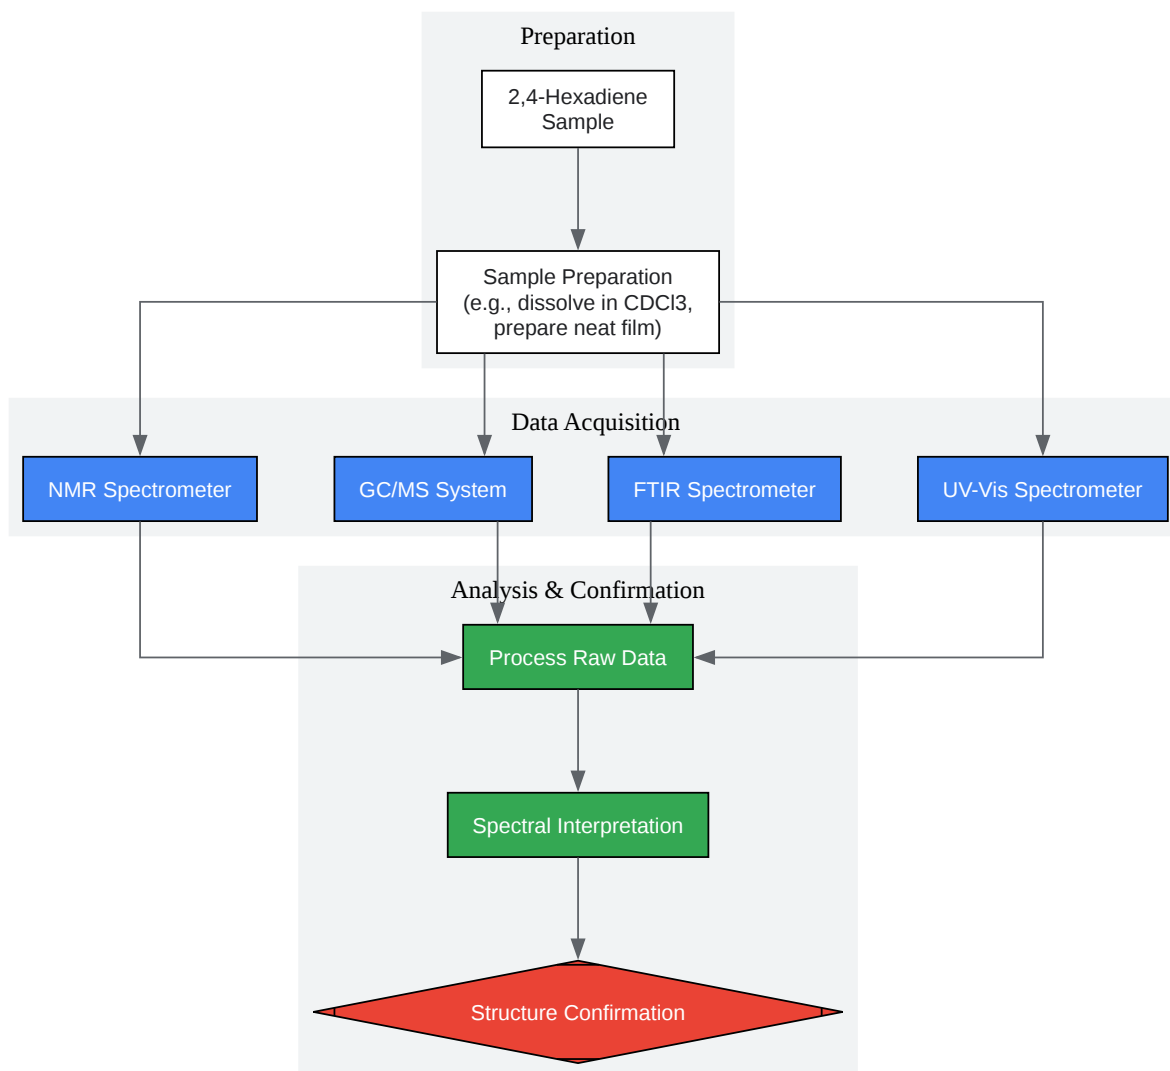 Preparation
2,4-Hexadiene
Sample
Sample Preparation
(e.g., dissolve in CDCl3,
prepare neat film)
Data Acquisition
NMR Spectrometer
GC/MS System
FTIR Spectrometer
UV-Vis Spectrometer
Analysis & Confirmation
Process Raw Data
Spectral Interpretation
Structure Confirmation